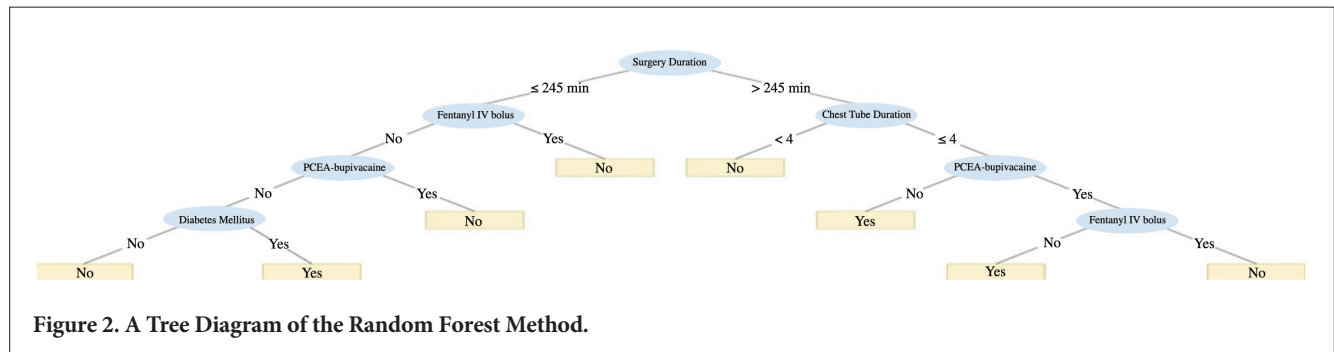 Surgery Duration
≤ 245 min > 245 min
Fentanyl IV bolus Chest Tube Duration
No Yes < 4 ≤ 4
PCEA-bupivacaine No No PCEA-bupivacaine
No Yes No Yes
Diabetes Mellitus No Yes Fentanyl IV bolus
No Yes No Yes
No Yes Yes No
Figure 2. A Tree Diagram of the Random Forest Method.